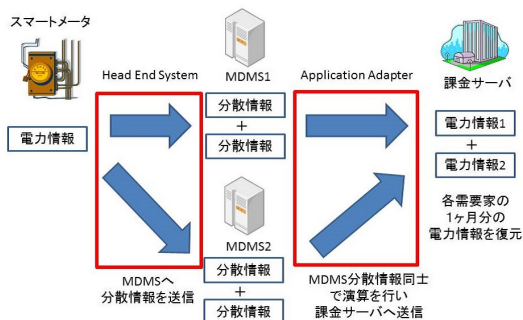 スマートメータ
電力情報
Head End System
MDMSへ
分散情報を送信
MDMS1
分散情報
+
分散情報
MDMS2
分散情報
+
分散情報
Application Adapter
MDMS分散情報同士
で演算を行い
課金サーバへ送信
課金サーバ
電力情報1
+
電力情報2
各需要家の
1ヶ月分の
電力情報を復元